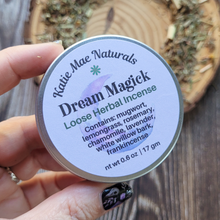 Katie Mae Naturals
Dream Magick
Loose Herbal Incense
Contains: mugwort,
lemongrass, rosemary,
chamomile, lavender,
white willow bark,
frankincense
nt wt 0.6 oz | 17 gm